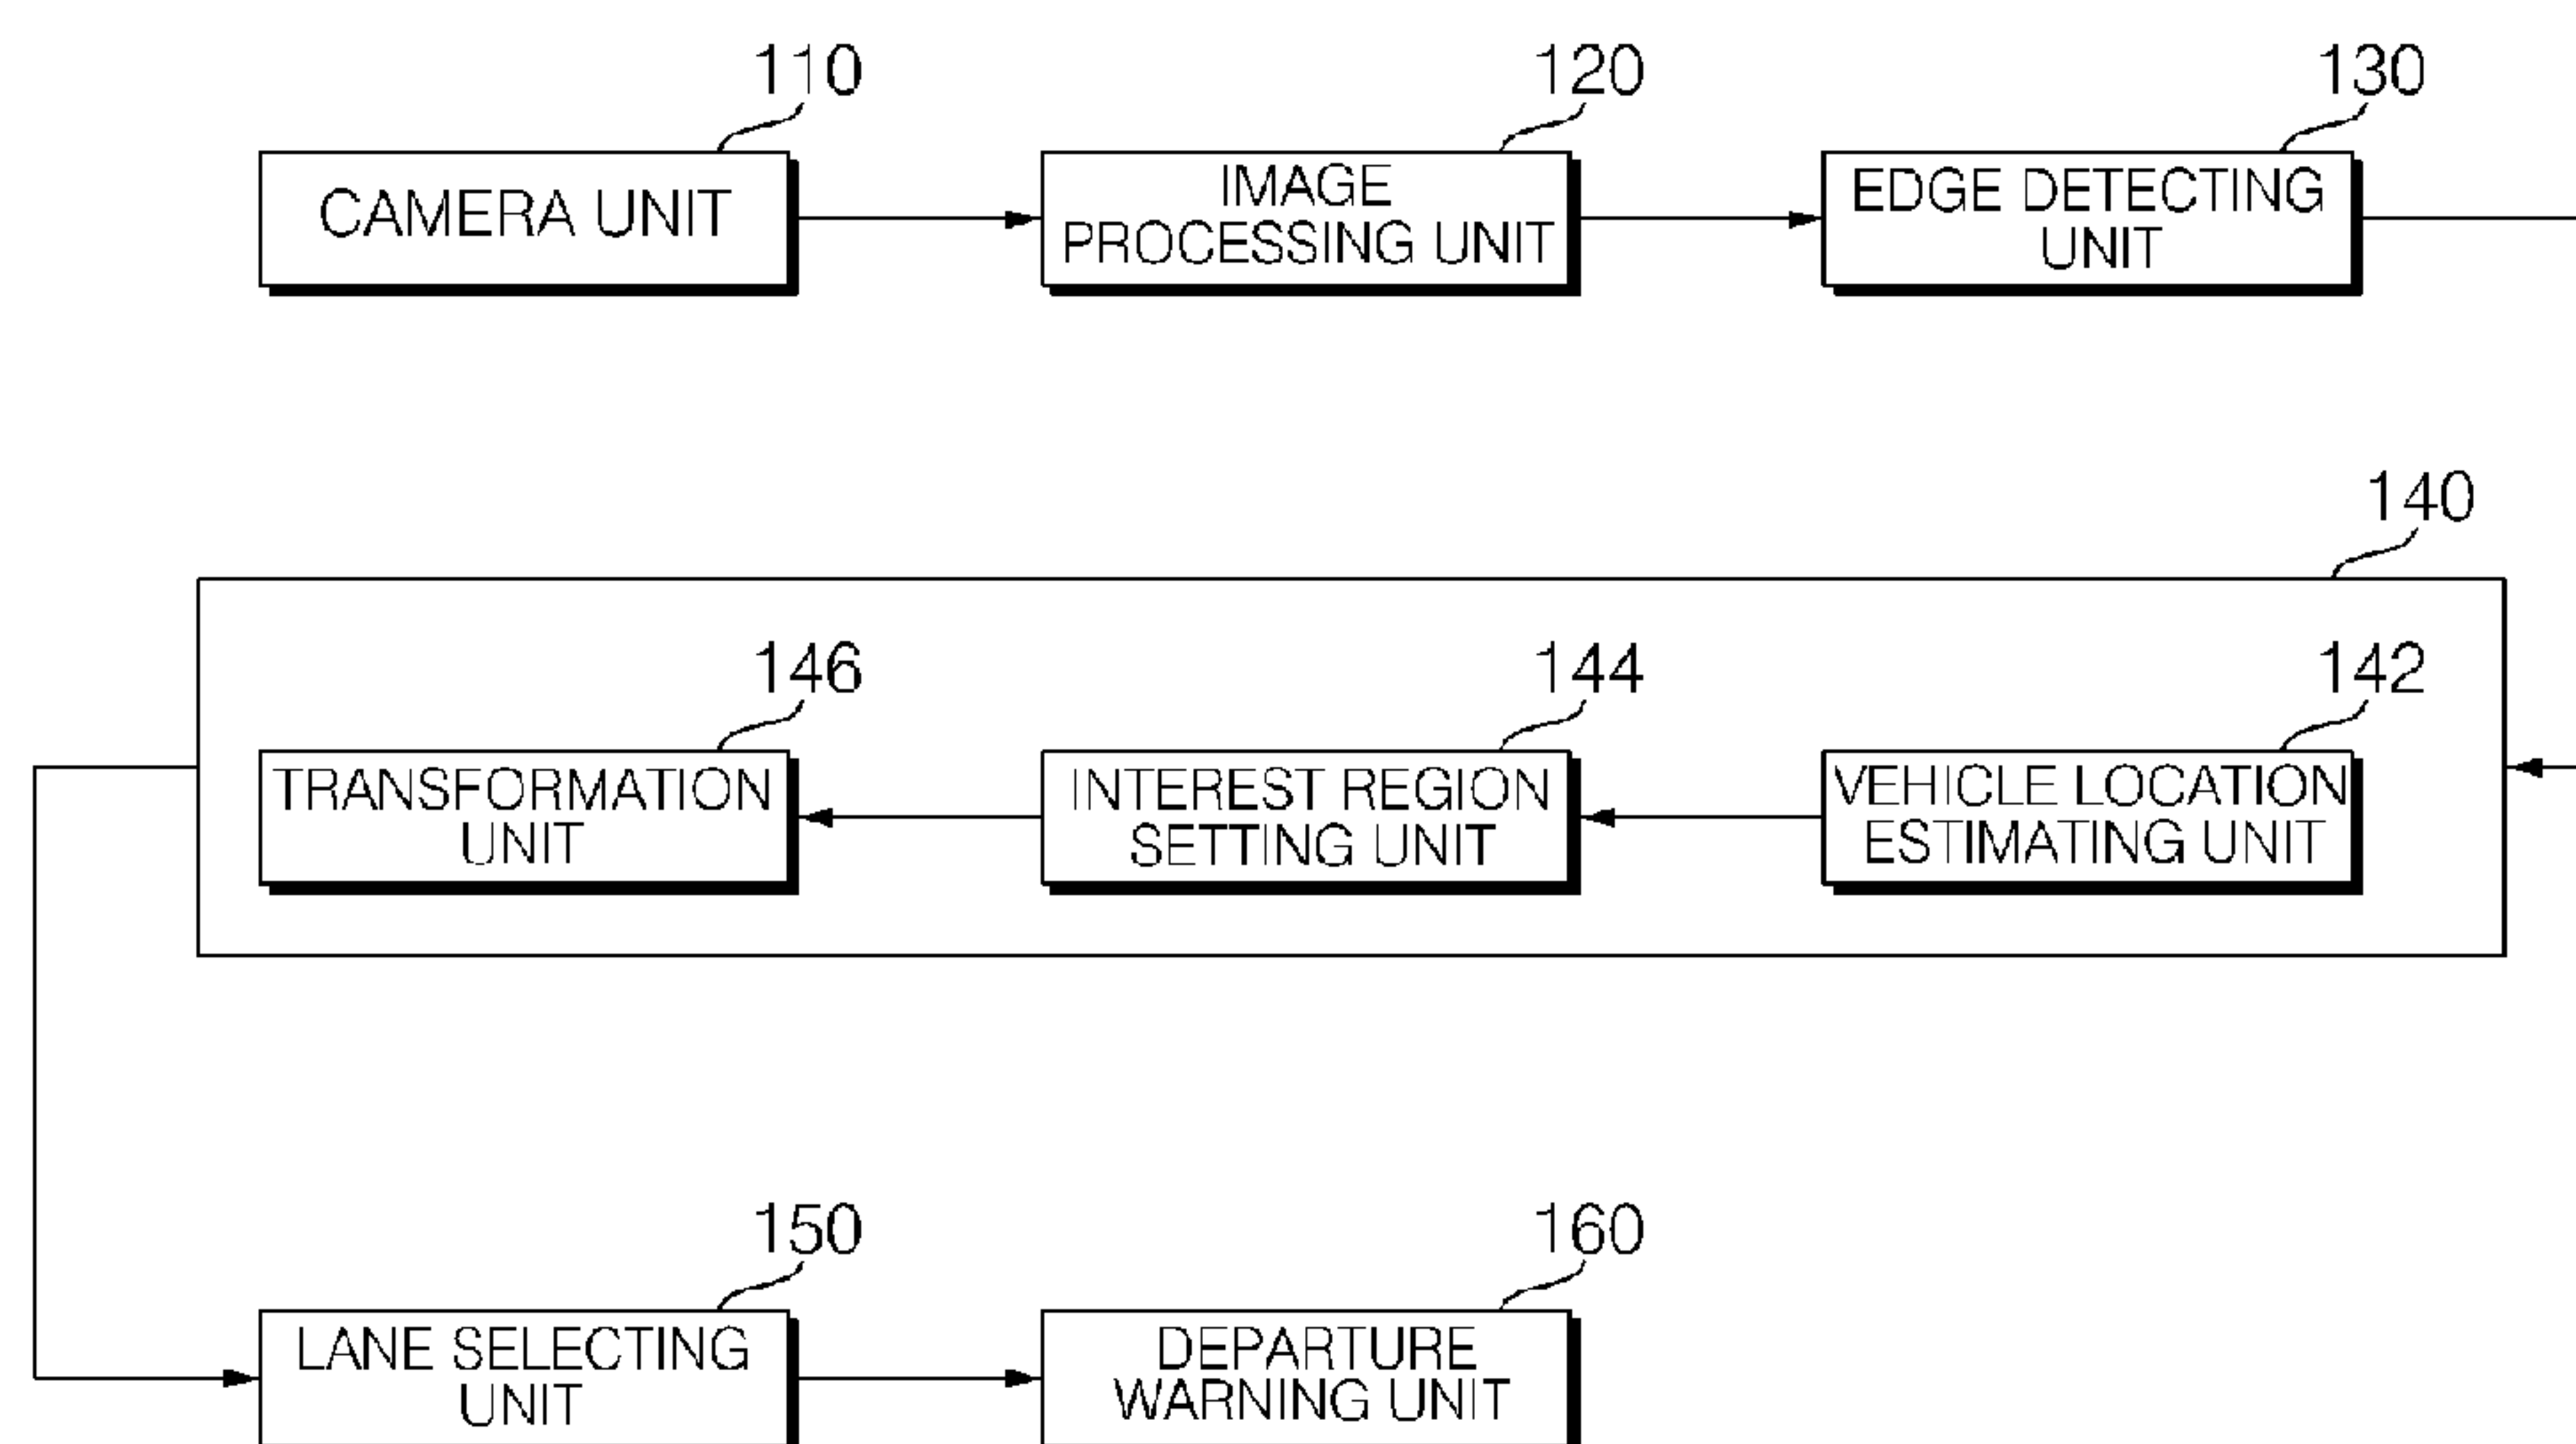 110
120
130
CAMERA UNIT
IMAGE
PROCESSING UNIT
EDGE DETECTING
UNIT
140
146
144
142
TRANSFORMATION
UNIT
INTEREST REGION
SETTING UNIT
VEHICLE LOCATION
ESTIMATING UNIT
150
160
LANE SELECTING
UNIT
DEPARTURE
WARNING UNIT